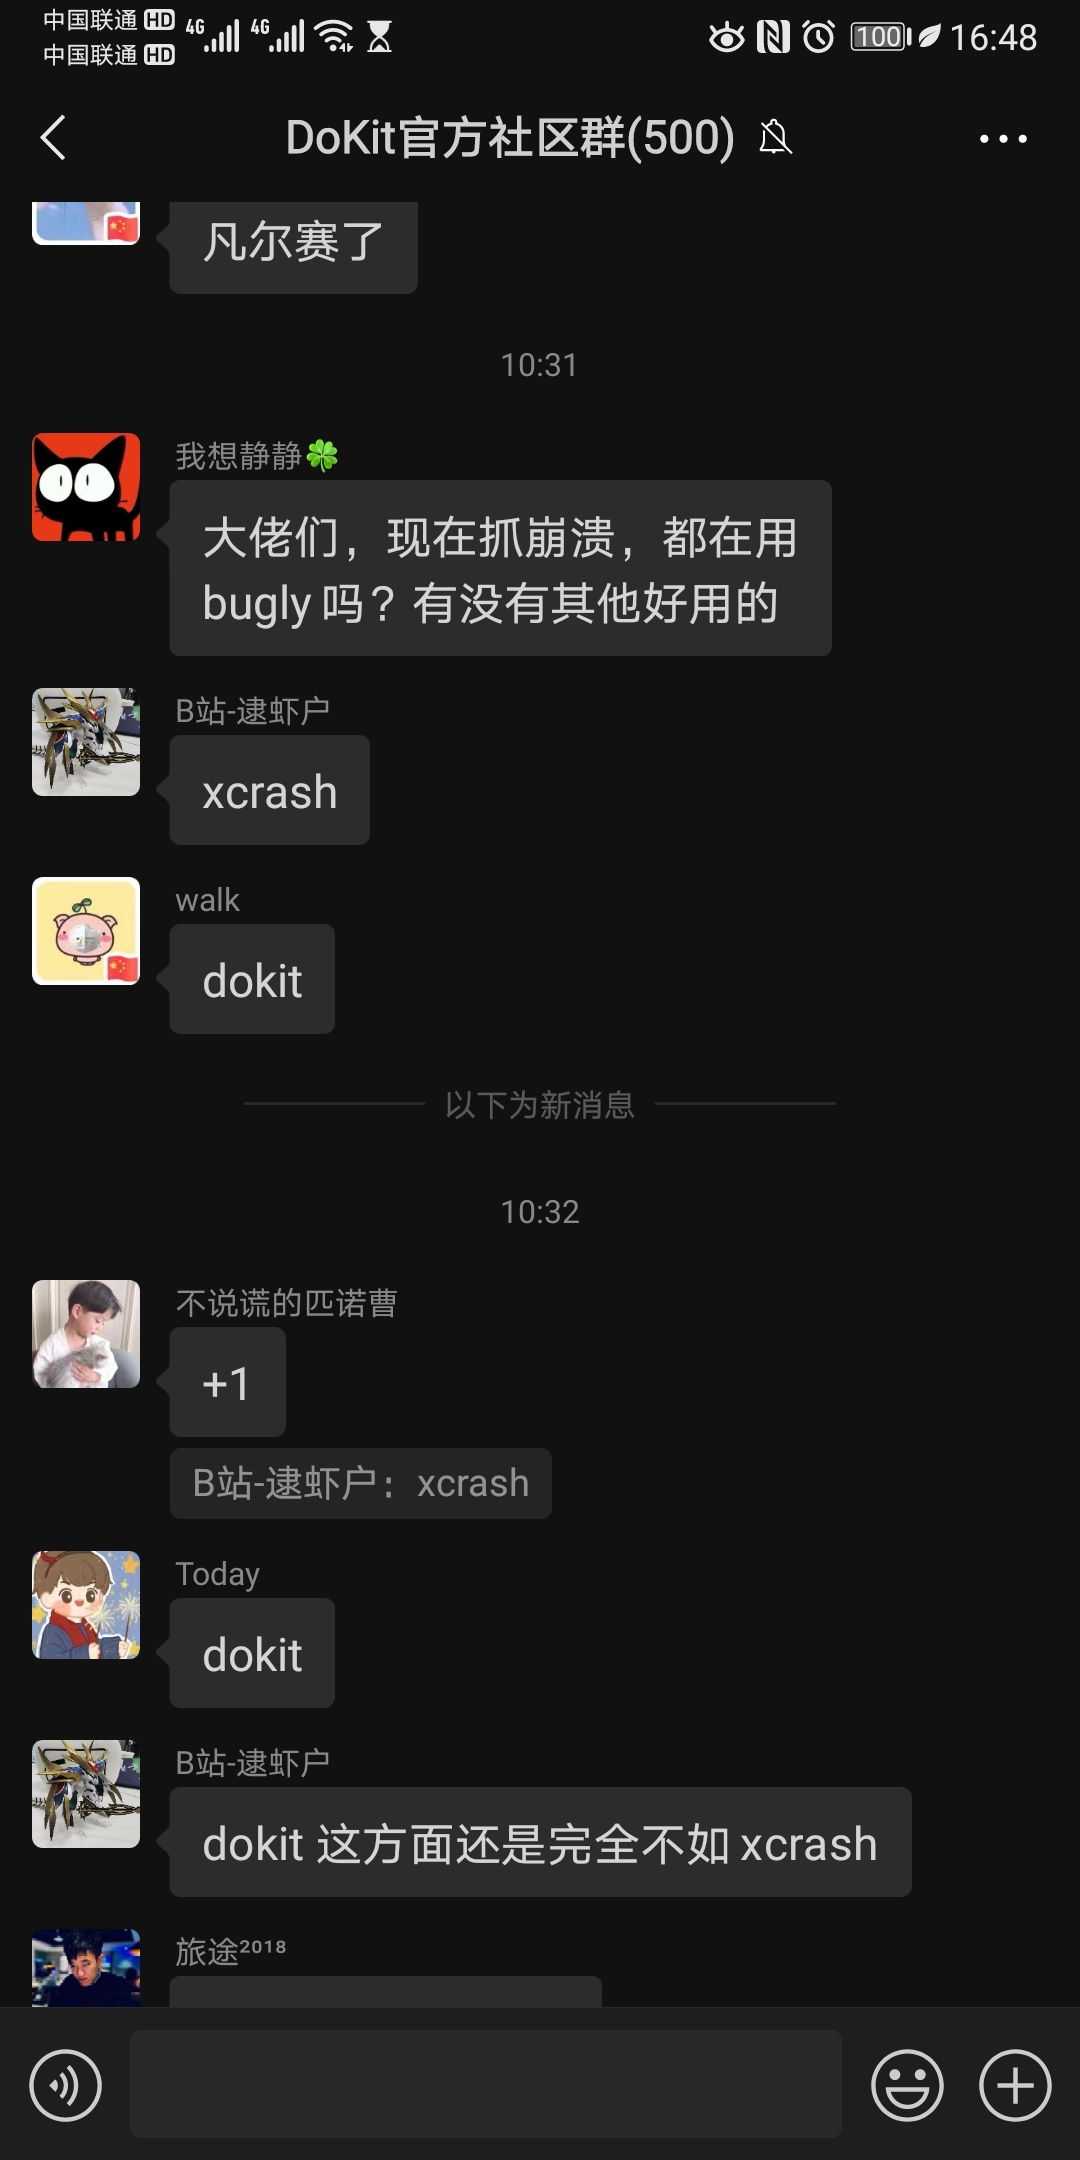 中国联通 HD 4G 4G
中国联通 HD
100 16:48
DoKit官方社区群(500)
凡尔赛了
10:31
我想静静🍀
大佬们，现在抓崩溃，都在用
bugly 吗？有没有其他好用的
B站-逮虾户
xcrash
walk
dokit
以下为新消息
10:32
不说谎的匹诺曹
+1
B站-逮虾户：xcrash
Today
dokit
B站-逮虾户
dokit 这方面还是完全不如 xcrash
旅途²⁰¹⁸